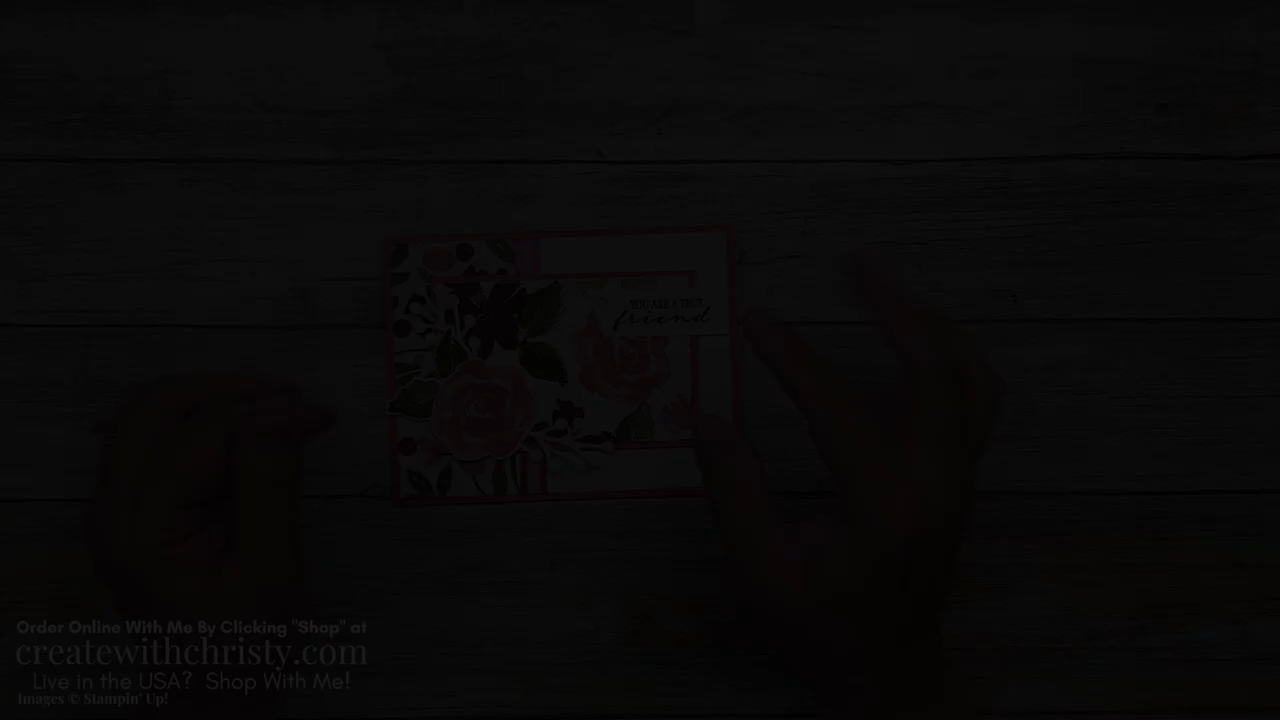 YOU ARE A TRUE
friend
Order Online With Me By Clicking "Shop" at
createwithchristy.com
Live in the USA? Shop With Me!
Images © Stampin' Up!